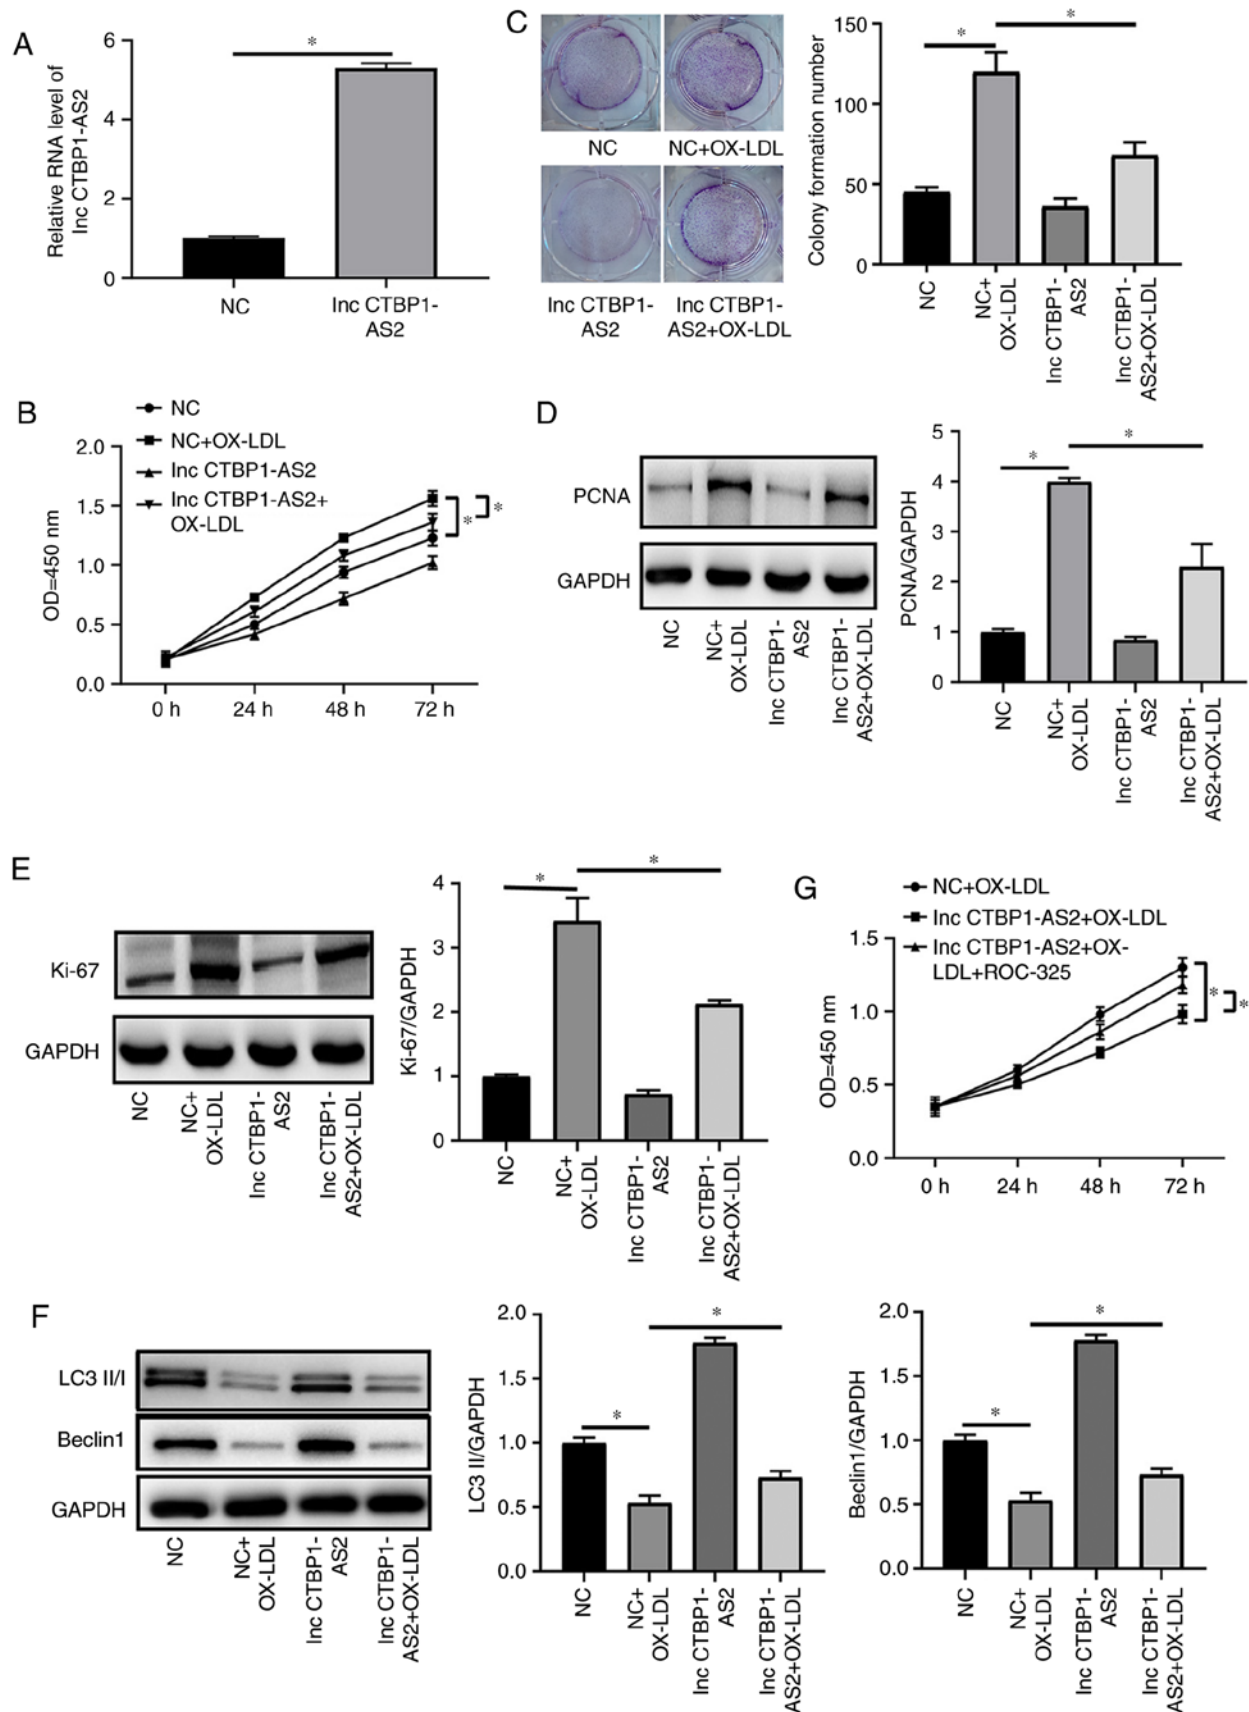 A
Relative RNA level of
lnc CTBP1-AS2
6
4
2
0
*
NC
lnc CTBP1-
AS2
C
NC
NC+OX-LDL
lnc CTBP1-
AS2
lnc CTBP1-
AS2+OX-LDL
Colony formation number
150
100
50
0
*
*
NC
NC+
OX-LDL
lnc CTBP1-
AS2
lnc CTBP1-
AS2+OX-LDL
B
NC
NC+OX-LDL
lnc CTBP1-AS2
lnc CTBP1-AS2+
OX-LDL
OD=450 nm
2.0
1.5
1.0
0.5
0.0
*
*
0 h
24 h
48 h
72 h
D
PCNA
GAPDH
NC
NC+
OX-LDL
lnc CTBP1-
AS2
lnc CTBP1-
AS2+OX-LDL
PCNA/GAPDH
5
4
3
2
1
0
*
*
NC
NC+
OX-LDL
lnc CTBP1-
AS2
lnc CTBP1-
AS2+OX-LDL
E
Ki-67
GAPDH
NC
NC+
OX-LDL
lnc CTBP1-
AS2
lnc CTBP1-
AS2+OX-LDL
Ki-67/GAPDH
4
3
2
1
0
*
*
NC
NC+
OX-LDL
lnc CTBP1-
AS2
lnc CTBP1-
AS2+OX-LDL
G
NC+OX-LDL
lnc CTBP1-AS2+OX-LDL
lnc CTBP1-AS2+OX-
LDL+ROC-325
OD=450 nm
1.5
1.0
0.5
0.0
*
*
0 h
24 h
48 h
72 h
F
LC3 II/I
Beclin1
GAPDH
NC
NC+
OX-LDL
lnc CTBP1-
AS2
lnc CTBP1-
AS2+OX-LDL
LC3 II/GAPDH
2.0
1.5
1.0
0.5
0.0
*
*
NC
NC+
OX-LDL
lnc CTBP1-
AS2
lnc CTBP1-
AS2+OX-LDL
Beclin1/GAPDH
2.0
1.5
1.0
0.5
0.0
*
*
NC
NC+
OX-LDL
lnc CTBP1-
AS2
lnc CTBP1-
AS2+OX-LDL